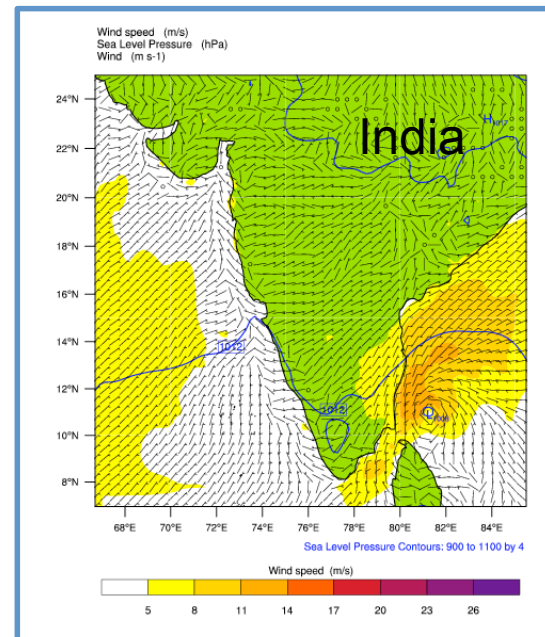 Wind speed (m/s)
Sea Level Pressure (hPa)
Wind (m s-1)
24°N
22°N
20°N
18°N
16°N
14°N
12°N
10°N
8°N
India
H1017
1012
1012
68°E 70°E 72°E 74°E 76°E 78°E 80°E 82°E 84°E
Sea Level Pressure Contours: 900 to 1100 by 4
Wind speed (m/s)
5 8 11 14 17 20 23 26